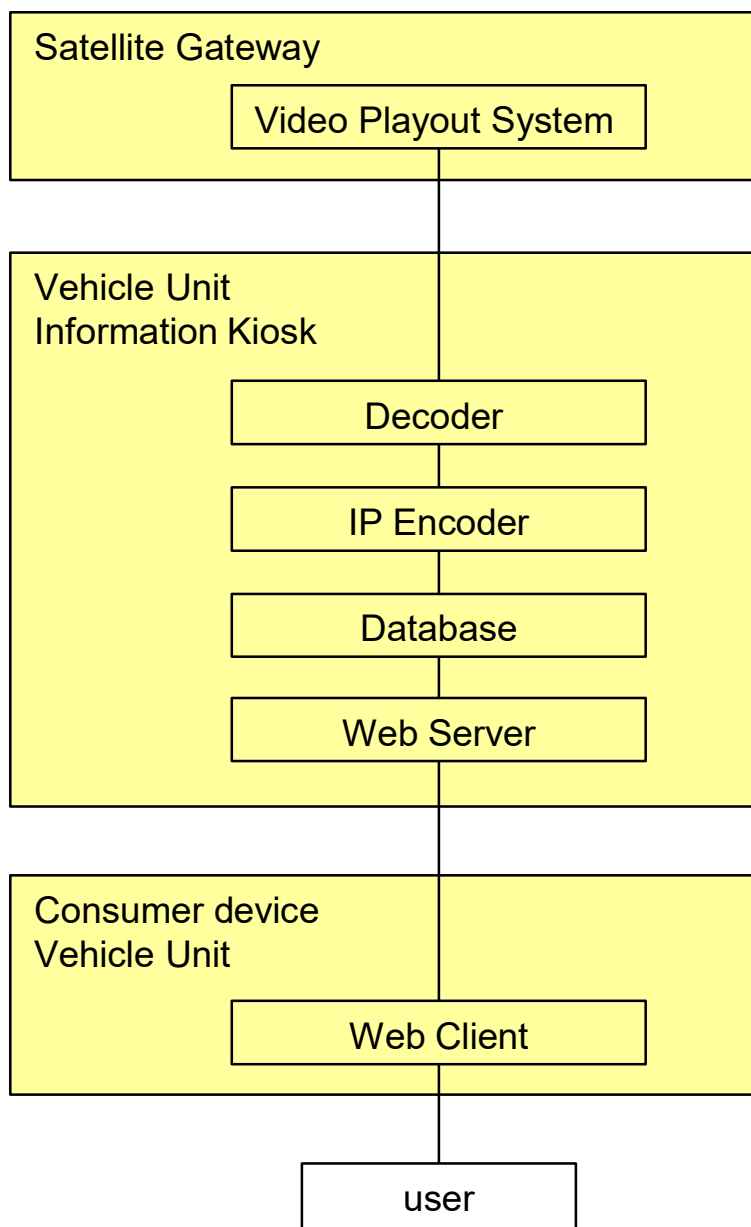 Satellite Gateway
Video Playout System
Vehicle Unit
Information Kiosk
Decoder
IP Encoder
Database
Web Server
Consumer device
Vehicle Unit
Web Client
user